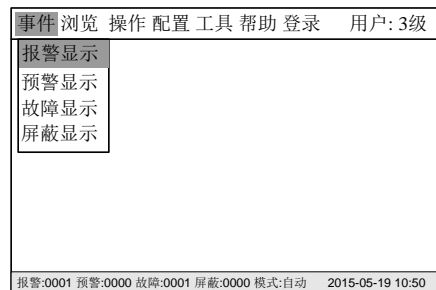 事件 浏览 操作 配置 工具 帮助 登录 用户: 3级
报警显示
预警显示
故障显示
屏蔽显示
报警:0001 预警:0000 故障:0001 屏蔽:0000 模式:自动 2015-05-19 10:50